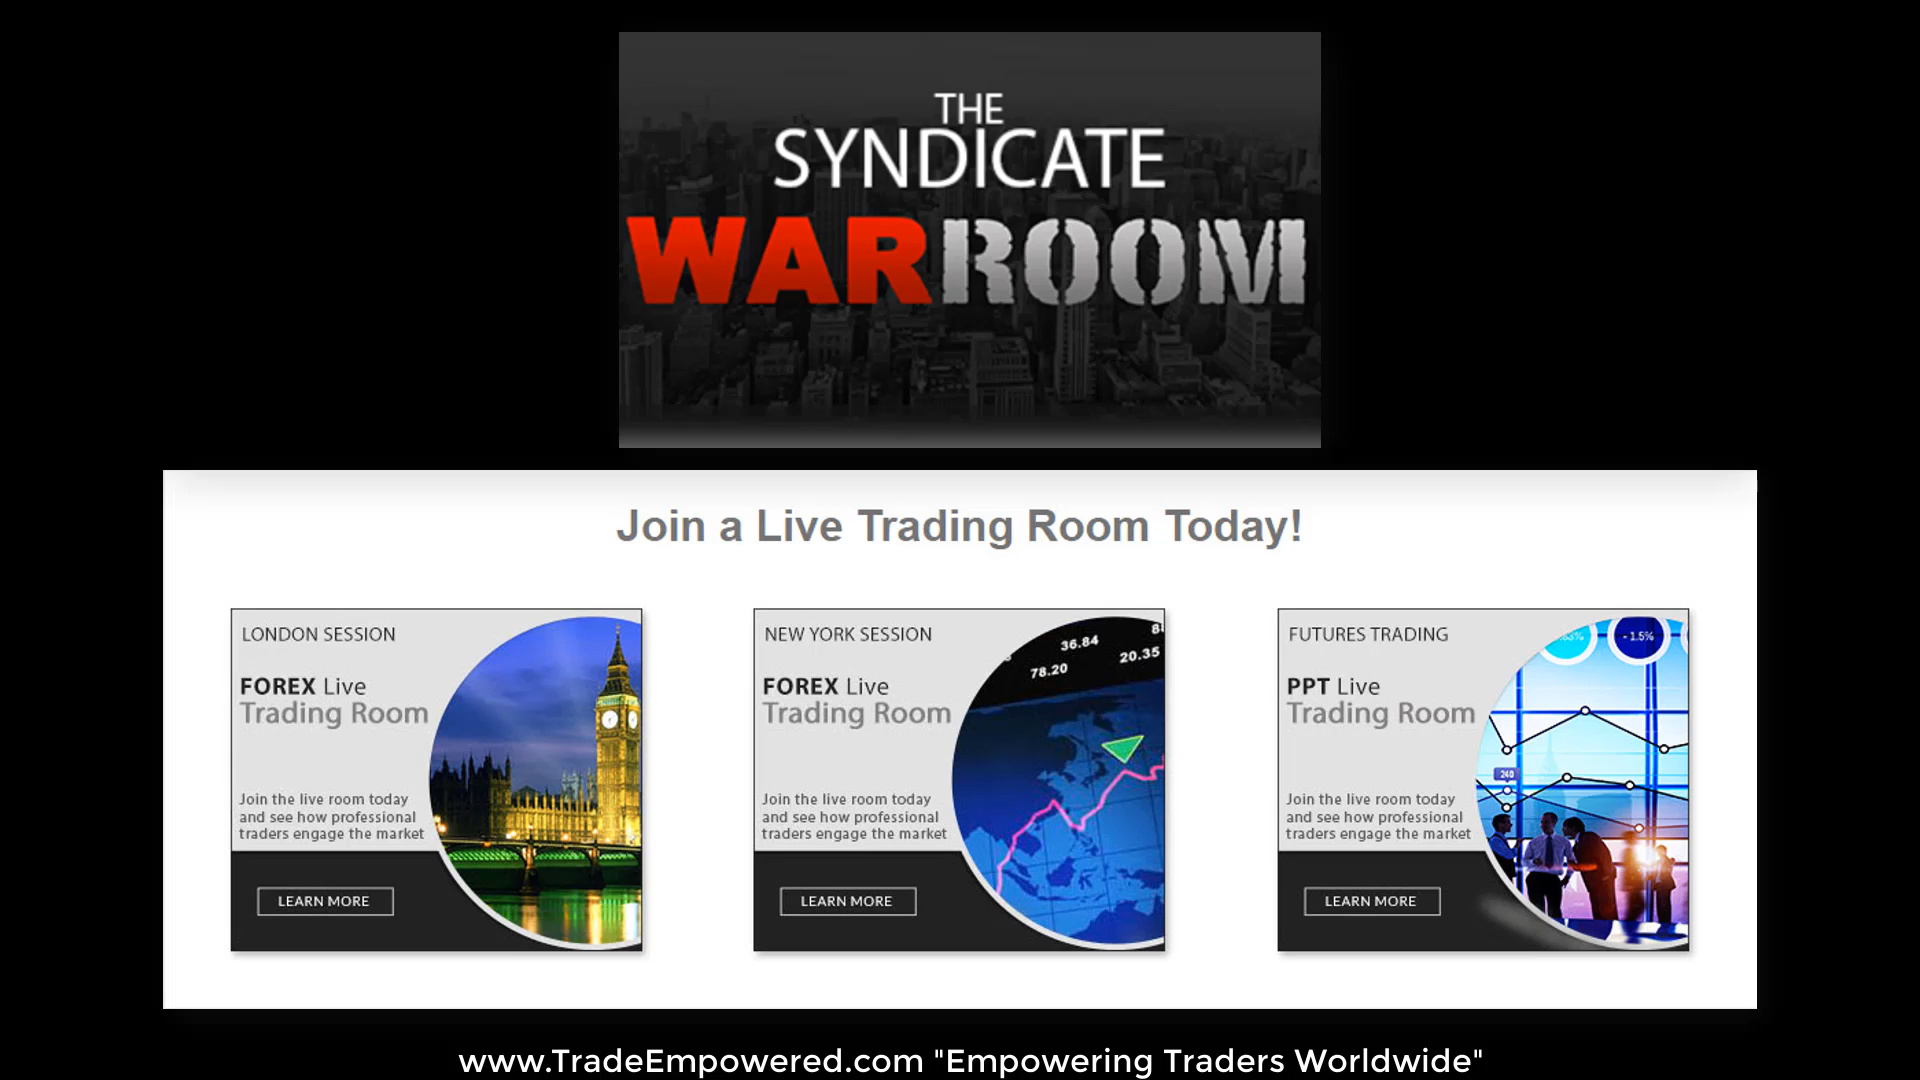 THE
SYNDICATE
WARROOM
Join a Live Trading Room Today!
LONDON SESSION
FOREX Live
Trading Room
Join the live room today
and see how professional
traders engage the market
LEARN MORE
NEW YORK SESSION
FOREX Live
Trading Room
Join the live room today
and see how professional
traders engage the market
LEARN MORE
36.84
78.20
20.35
FUTURES TRADING
PPT Live
Trading Room
Join the live room today
and see how professional
traders engage the market
LEARN MORE
- 1.5%
240
www.TradeEmpowered.com "Empowering Traders Worldwide"